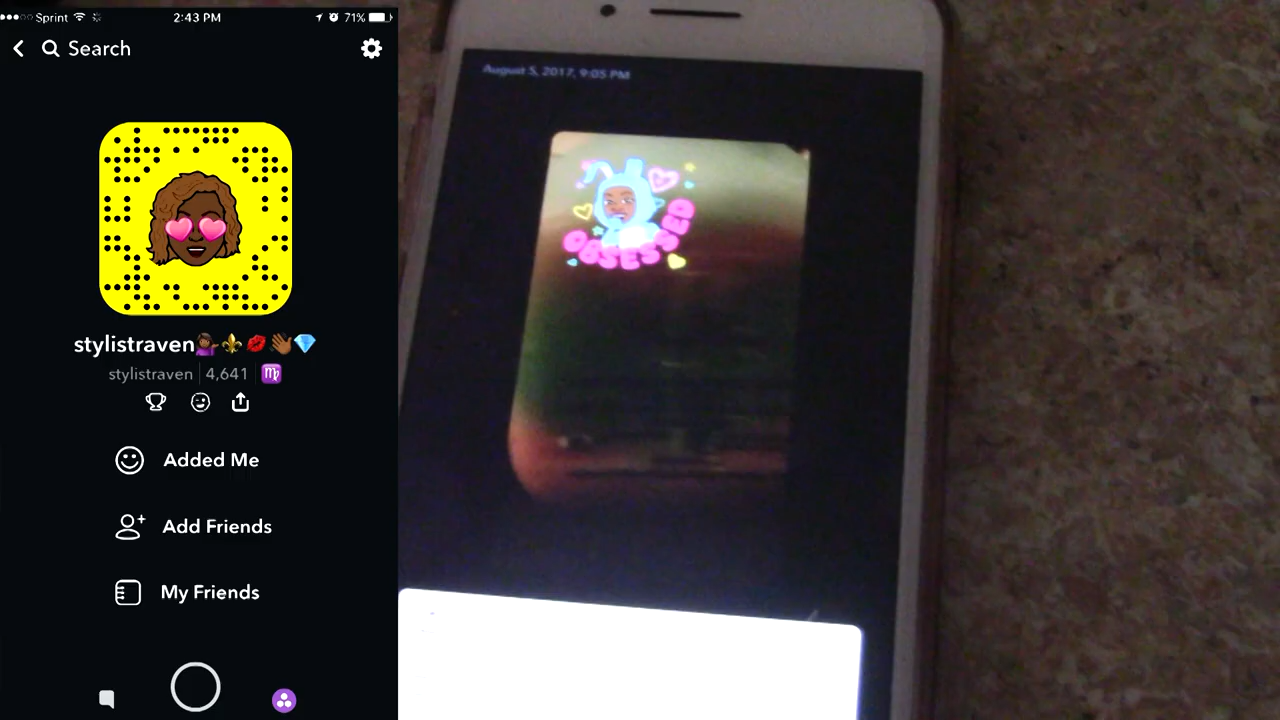 Sprint 2:43 PM 71%
Search
stylistraven
stylistraven 4,641
Added Me
Add Friends
My Friends
August 5, 2017, 9:05 PM
OBSESSED